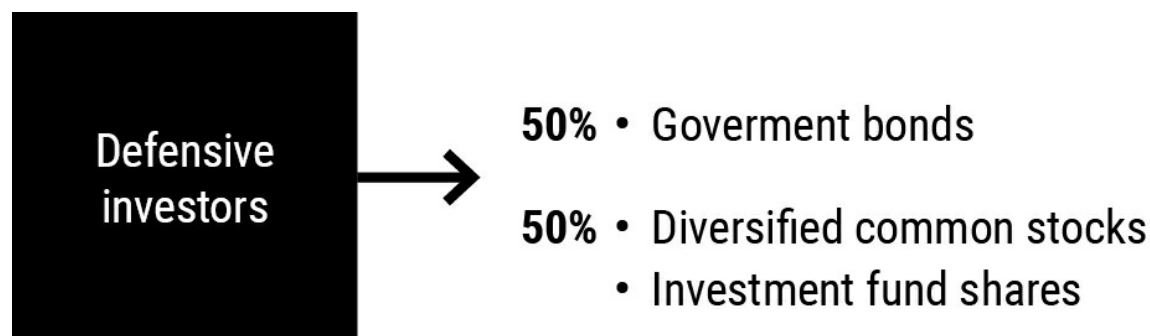 Defensive
investors
50% • Goverment bonds
50% • Diversified common stocks
• Investment fund shares